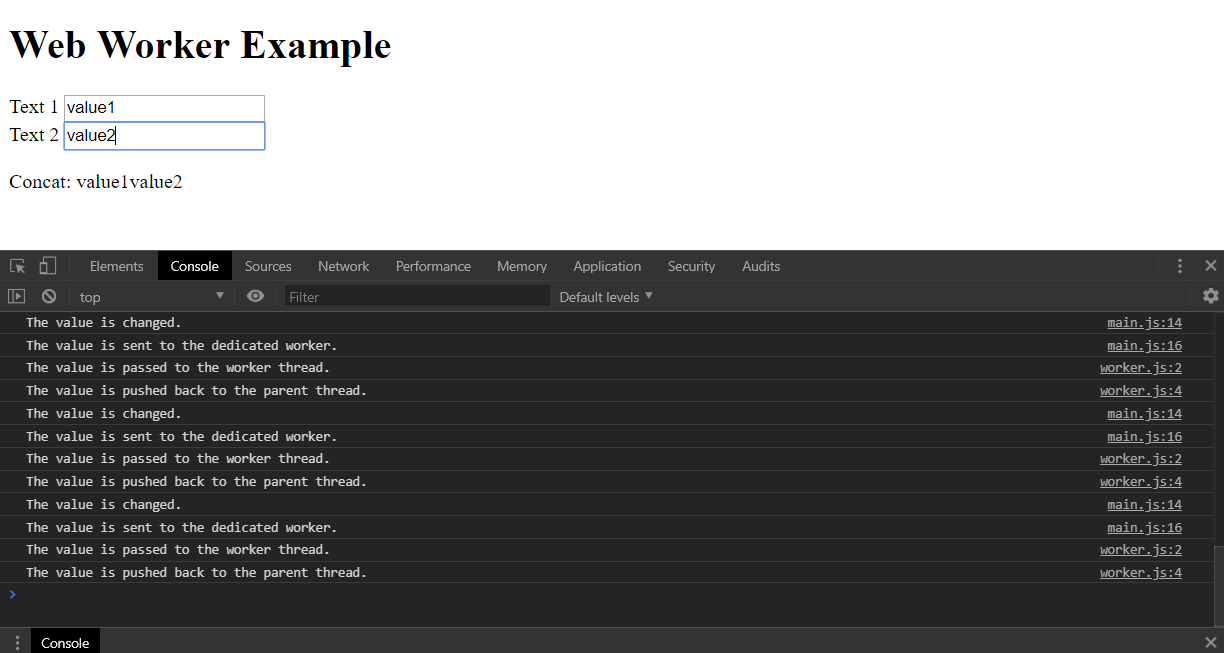 Web Worker Example
Text 1 value1
Text 2 value2
Concat: value1value2
Elements Console Sources Network Performance Memory Application Security Audits
top Filter Default levels
The value is changed. main.js:14
The value is sent to the dedicated worker. main.js:16
The value is passed to the worker thread. worker.js:2
The value is pushed back to the parent thread. worker.js:4
The value is changed. main.js:14
The value is sent to the dedicated worker. main.js:16
The value is passed to the worker thread. worker.js:2
The value is pushed back to the parent thread. worker.js:4
The value is changed. main.js:14
The value is sent to the dedicated worker. main.js:16
The value is passed to the worker thread. worker.js:2
The value is pushed back to the parent thread. worker.js:4
Console